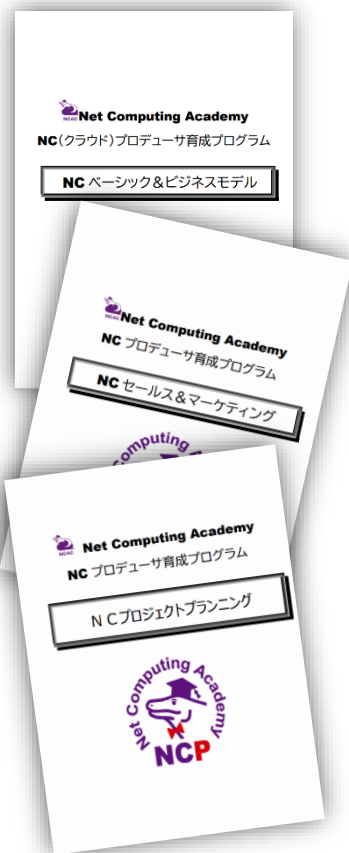 NCAC Net Computing Academy
NC(クラウド)プロデューサ育成プログラム
NC ベーシック&ビジネスモデル
NCAC Net Computing Academy
NC プロデューサ育成プログラム
NC セールス&マーケティング
omputing A
NCAC Net Computing Academy
NC プロデューサ育成プログラム
NCプロジェクトプランニング
Net Computing Academy
NCP